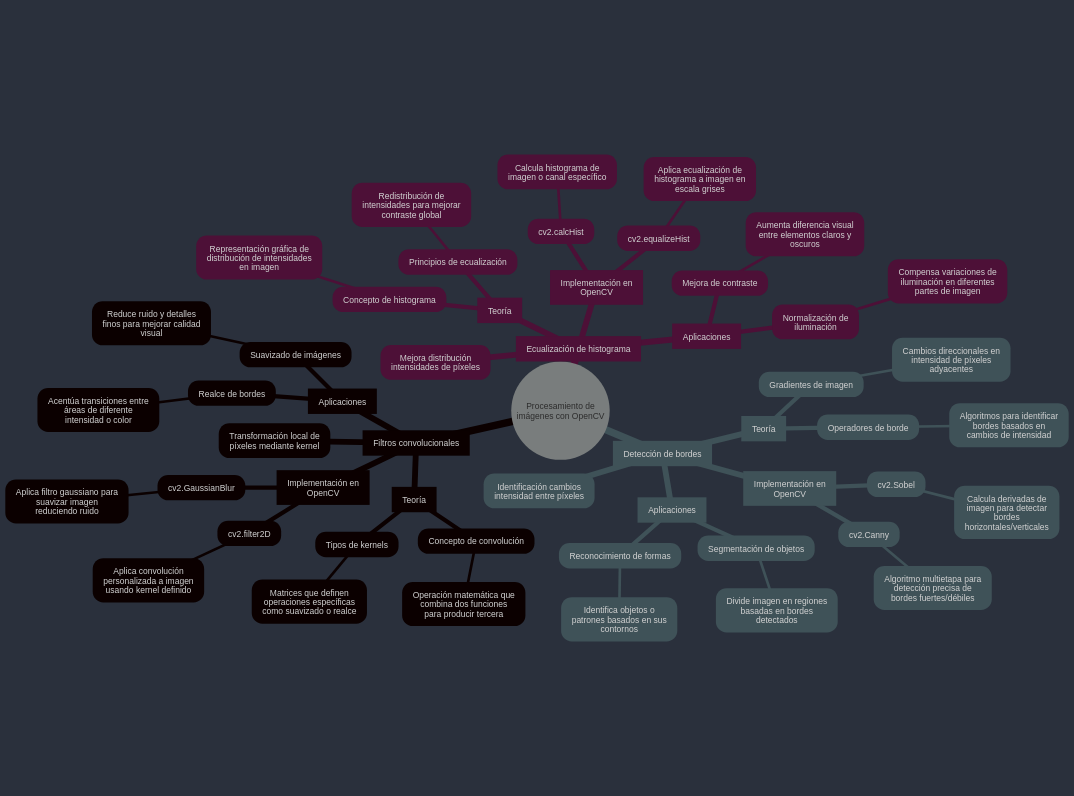 Procesamiento de
imágenes con OpenCV
Ecualización de histograma
Mejora distribución
intensidades de píxeles
Teoría
Concepto de histograma
Representación gráfica de
distribución de intensidades
en imagen
Principios de ecualización
Redistribución de
intensidades para mejorar
contraste global
Implementación en
OpenCV
cv2.calcHist
Calcula histograma de
imagen o canal específico
cv2.equalizeHist
Aplica ecualización de
histograma a imagen en
escala grises
Aplicaciones
Mejora de contraste
Aumenta diferencia visual
entre elementos claros y
oscuros
Normalización de
iluminación
Compensa variaciones de
iluminación en diferentes
partes de imagen
Detección de bordes
Identificación cambios
intensidad entre píxeles
Teoría
Gradientes de imagen
Cambios direccionales en
intensidad de píxeles
adyacentes
Operadores de borde
Algoritmos para identificar
bordes basados en
cambios de intensidad
Implementación en
OpenCV
cv2.Sobel
Calcula derivadas de
imagen para detectar
bordes
horizontales/verticales
cv2.Canny
Algoritmo multietapa para
detección precisa de
bordes fuertes/débiles
Aplicaciones
Segmentación de objetos
Divide imagen en regiones
basadas en bordes
detectados
Reconocimiento de formas
Identifica objetos o
patrones basados en sus
contornos
Filtros convolucionales
Transformación local de
píxeles mediante kernel
Teoría
Concepto de convolución
Operación matemática que
combina dos funciones
para producir tercera
Tipos de kernels
Matrices que definen
operaciones específicas
como suavizado o realce
Implementación en
OpenCV
cv2.filter2D
Aplica convolución
personalizada a imagen
usando kernel definido
cv2.GaussianBlur
Aplica filtro gaussiano para
suavizar imagen
reduciendo ruido
Aplicaciones
Realce de bordes
Acentúa transiciones entre
áreas de diferente
intensidad o color
Suavizado de imágenes
Reduce ruido y detalles
finos para mejorar calidad
visual